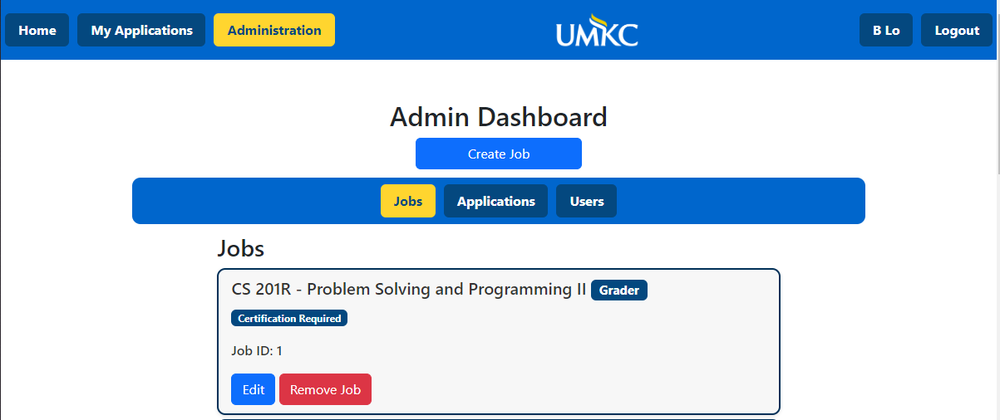 Home My Applications Administration UMKC B Lo Logout
Admin Dashboard
Create Job
Jobs Applications Users
Jobs
CS 201R - Problem Solving and Programming II Grader
Certification Required
Job ID: 1
Edit Remove Job